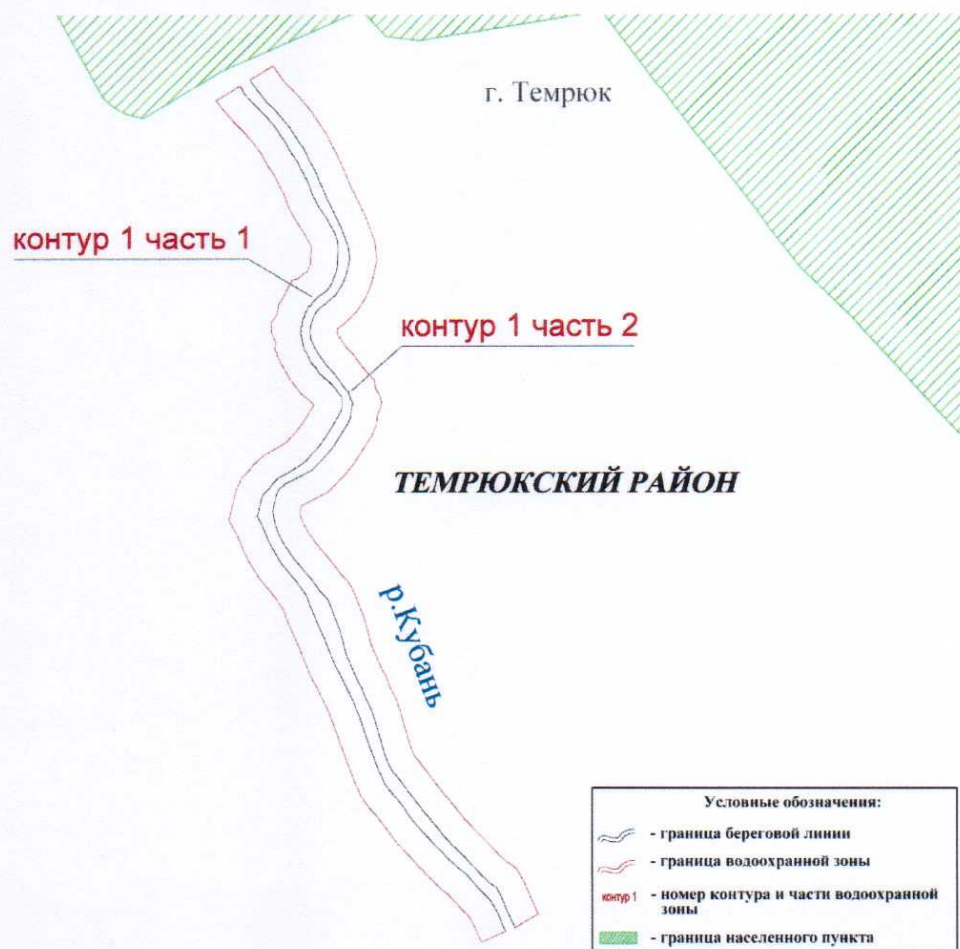 г. Темрюк
контур 1 часть 1
контур 1 часть 2
ТЕМРЮКСКИЙ РАЙОН
р.Кубань
Условные обозначения:
- граница береговой линии
- граница водоохранной зоны
контур 1 - номер контура и части водоохранной
зоны
- граница населенного пункта